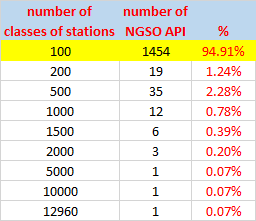 number of classes of stations number of NGSO API %
100 1454 94.91%
200 19 1.24%
500 35 2.28%
1000 12 0.78%
1500 6 0.39%
2000 3 0.20%
5000 1 0.07%
10000 1 0.07%
12960 1 0.07%